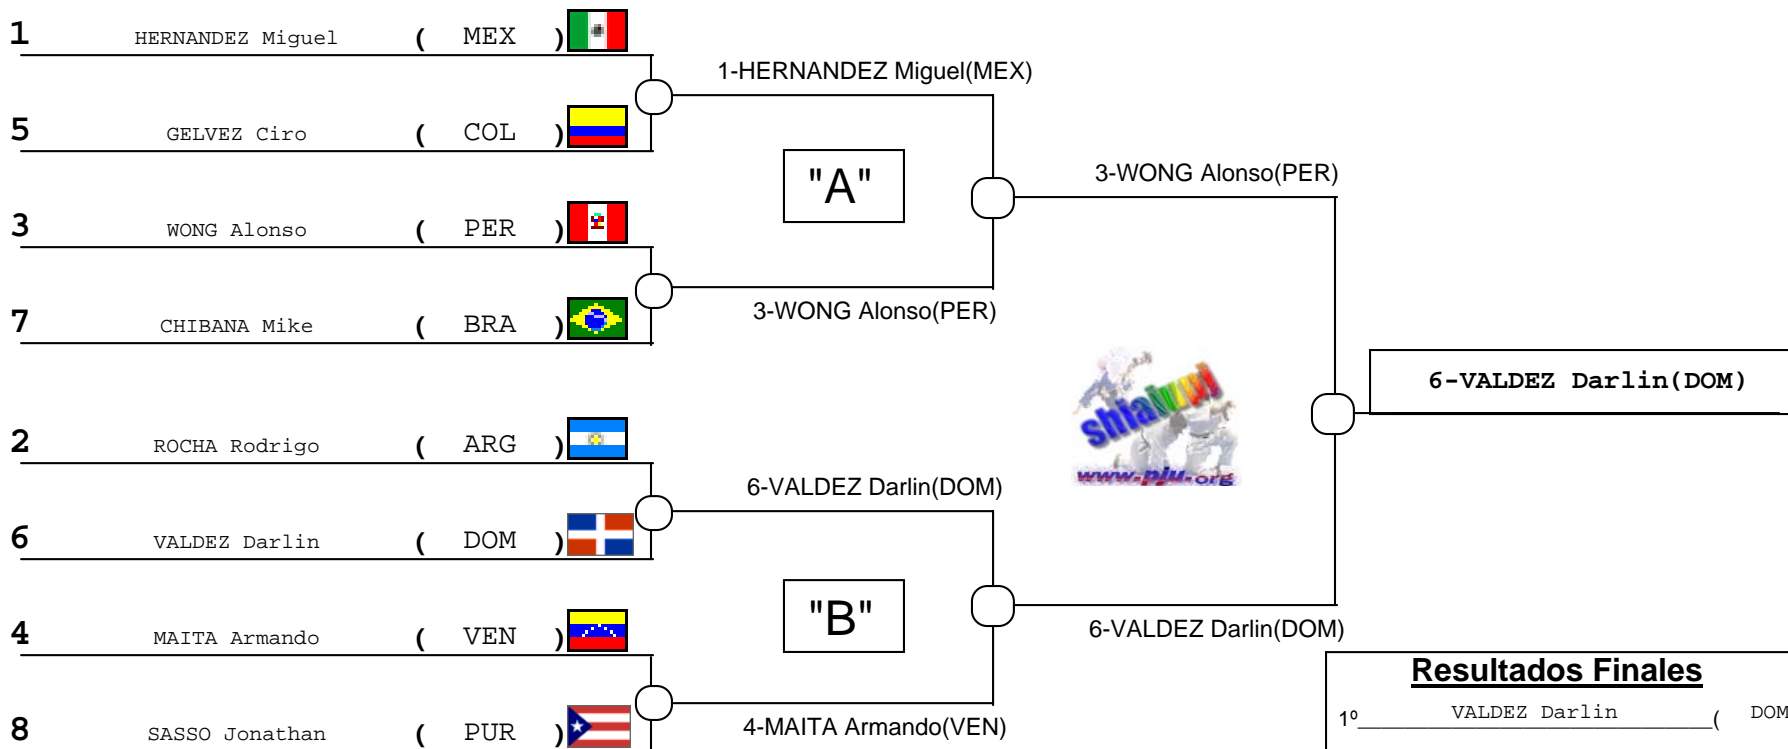 1 HERNANDEZ Miguel ( MEX )
1-HERNANDEZ Miguel(MEX)
5 GELVEZ Ciro ( COL )
"A"
3-WONG Alonso(PER)
3 WONG Alonso ( PER )
3-WONG Alonso(PER)
7 CHIBANA Mike ( BRA )
6-VALDEZ Darlin(DOM)
shiai
www.pju.org
2 ROCHA Rodrigo ( ARG )
6-VALDEZ Darlin(DOM)
6 VALDEZ Darlin ( DOM )
"B"
6-VALDEZ Darlin(DOM)
4 MAITA Armando ( VEN )
4-MAITA Armando(VEN)
8 SASSO Jonathan ( PUR )
Resultados Finales
1º VALDEZ Darlin ( DOM